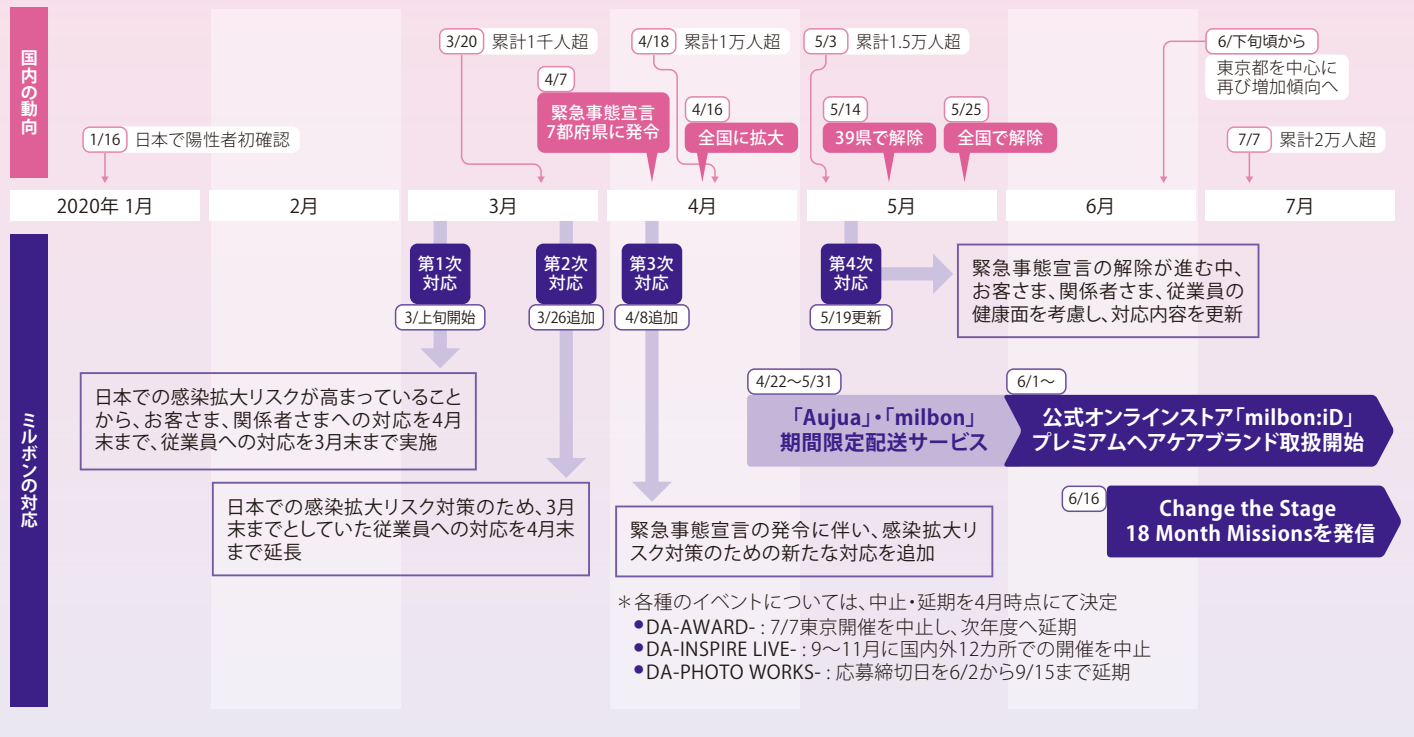 国内の動向
1/16 日本で陽性者初確認
3/20 累計1千人超
4/7
緊急事態宣言
7都府県に発令
4/18 累計1万人超
4/16
全国に拡大
5/3 累計1.5万人超
5/14
39県で解除
5/25
全国で解除
6/下旬頃から
東京都を中心に
再び増加傾向へ
7/7 累計2万人超
2020年 1月
2月
3月
4月
5月
6月
7月
ミルボンの対応
第1次
対応
3/上旬開始
第2次
対応
3/26追加
第3次
対応
4/8追加
第4次
対応
5/19更新
緊急事態宣言の解除が進む中、
お客さま、関係者さま、従業員の
健康面を考慮し、対応内容を更新
日本での感染拡大リスクが高まっていること
から、お客さま、関係者さまへの対応を4月
末まで、従業員への対応を3月末まで実施
日本での感染拡大リスク対策のため、3月
末までとしていた従業員への対応を4月末
まで延長
緊急事態宣言の発令に伴い、感染拡大リ
スク対策のための新たな対応を追加
4/22～5/31
「Aujua」・「milbon」
期間限定配送サービス
6/1～
公式オンラインストア「milbon:iD」
プレミアムヘアケアブランド取扱開始
6/16
Change the Stage
18 Month Missionsを発信
＊各種のイベントについては、中止・延期を4月時点にて決定
●DA-AWARD- : 7/7東京開催を中止し、次年度へ延期
●DA-INSPIRE LIVE- : 9～11月に国内外12カ所での開催を中止
●DA-PHOTO WORKS- : 応募締切日を6/2から9/15まで延期